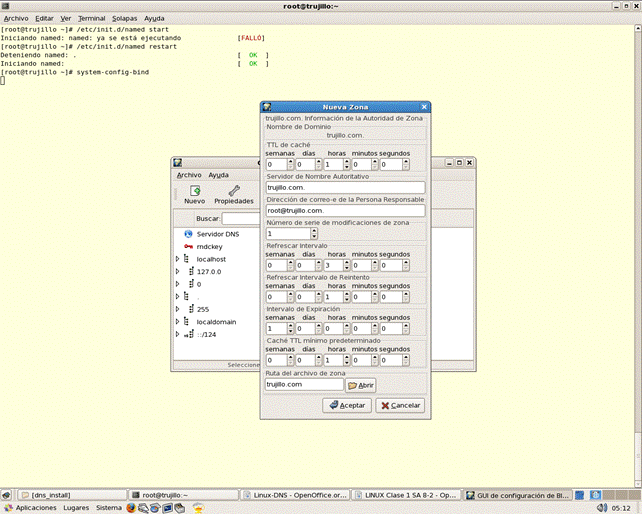 root@trujillo:~
Archivo Editar Ver Terminal Solapas Ayuda
[root@trujillo ~]# /etc/init.d/named start
Iniciando named: named: ya se está ejecutando [FALLÓ]
[root@trujillo ~]# /etc/init.d/named restart
Deteniendo named: . [ OK ]
Iniciando named: [ OK ]
[root@trujillo ~]# system-config-bind
Archivo Ayuda
Nuevo Propiedades
Buscar:
Servidor DNS
rndckey
localhost
127.0.0
0
.
255
localdomain
::/124
Seleccione
Nueva Zona
trujillo.com. Información de la Autoridad de Zona
Nombre de Dominio
trujillo.com.
TTL de caché
semanas días horas minutos segundos
0 0 1 0 0
Servidor de Nombre Autoritativo
trujillo.com.
Dirección de correo-e de la Persona Responsable
root@trujillo.com.
Número de serie de modificaciones de zona
1
Refrescar Intervalo
semanas días horas minutos segundos
0 0 3 0 0
Refrescar Intervalo de Reintento
semanas días horas minutos segundos
0 0 1 0 0
Intervalo de Expiración
semanas días horas minutos segundos
1 0 0 0 0
Caché TTL mínimo predeterminado
semanas días horas minutos segundos
0 0 1 0 0
Ruta del archivo de zona
trujillo.com Abrir
Aceptar Cancelar
[dns_install] root@trujillo:~ Linux-DNS - OpenOffice.or... LINUX Clase 1 SA 8-2 - Op... GUI de configuración de BI...
Aplicaciones Lugares Sistema 05:12